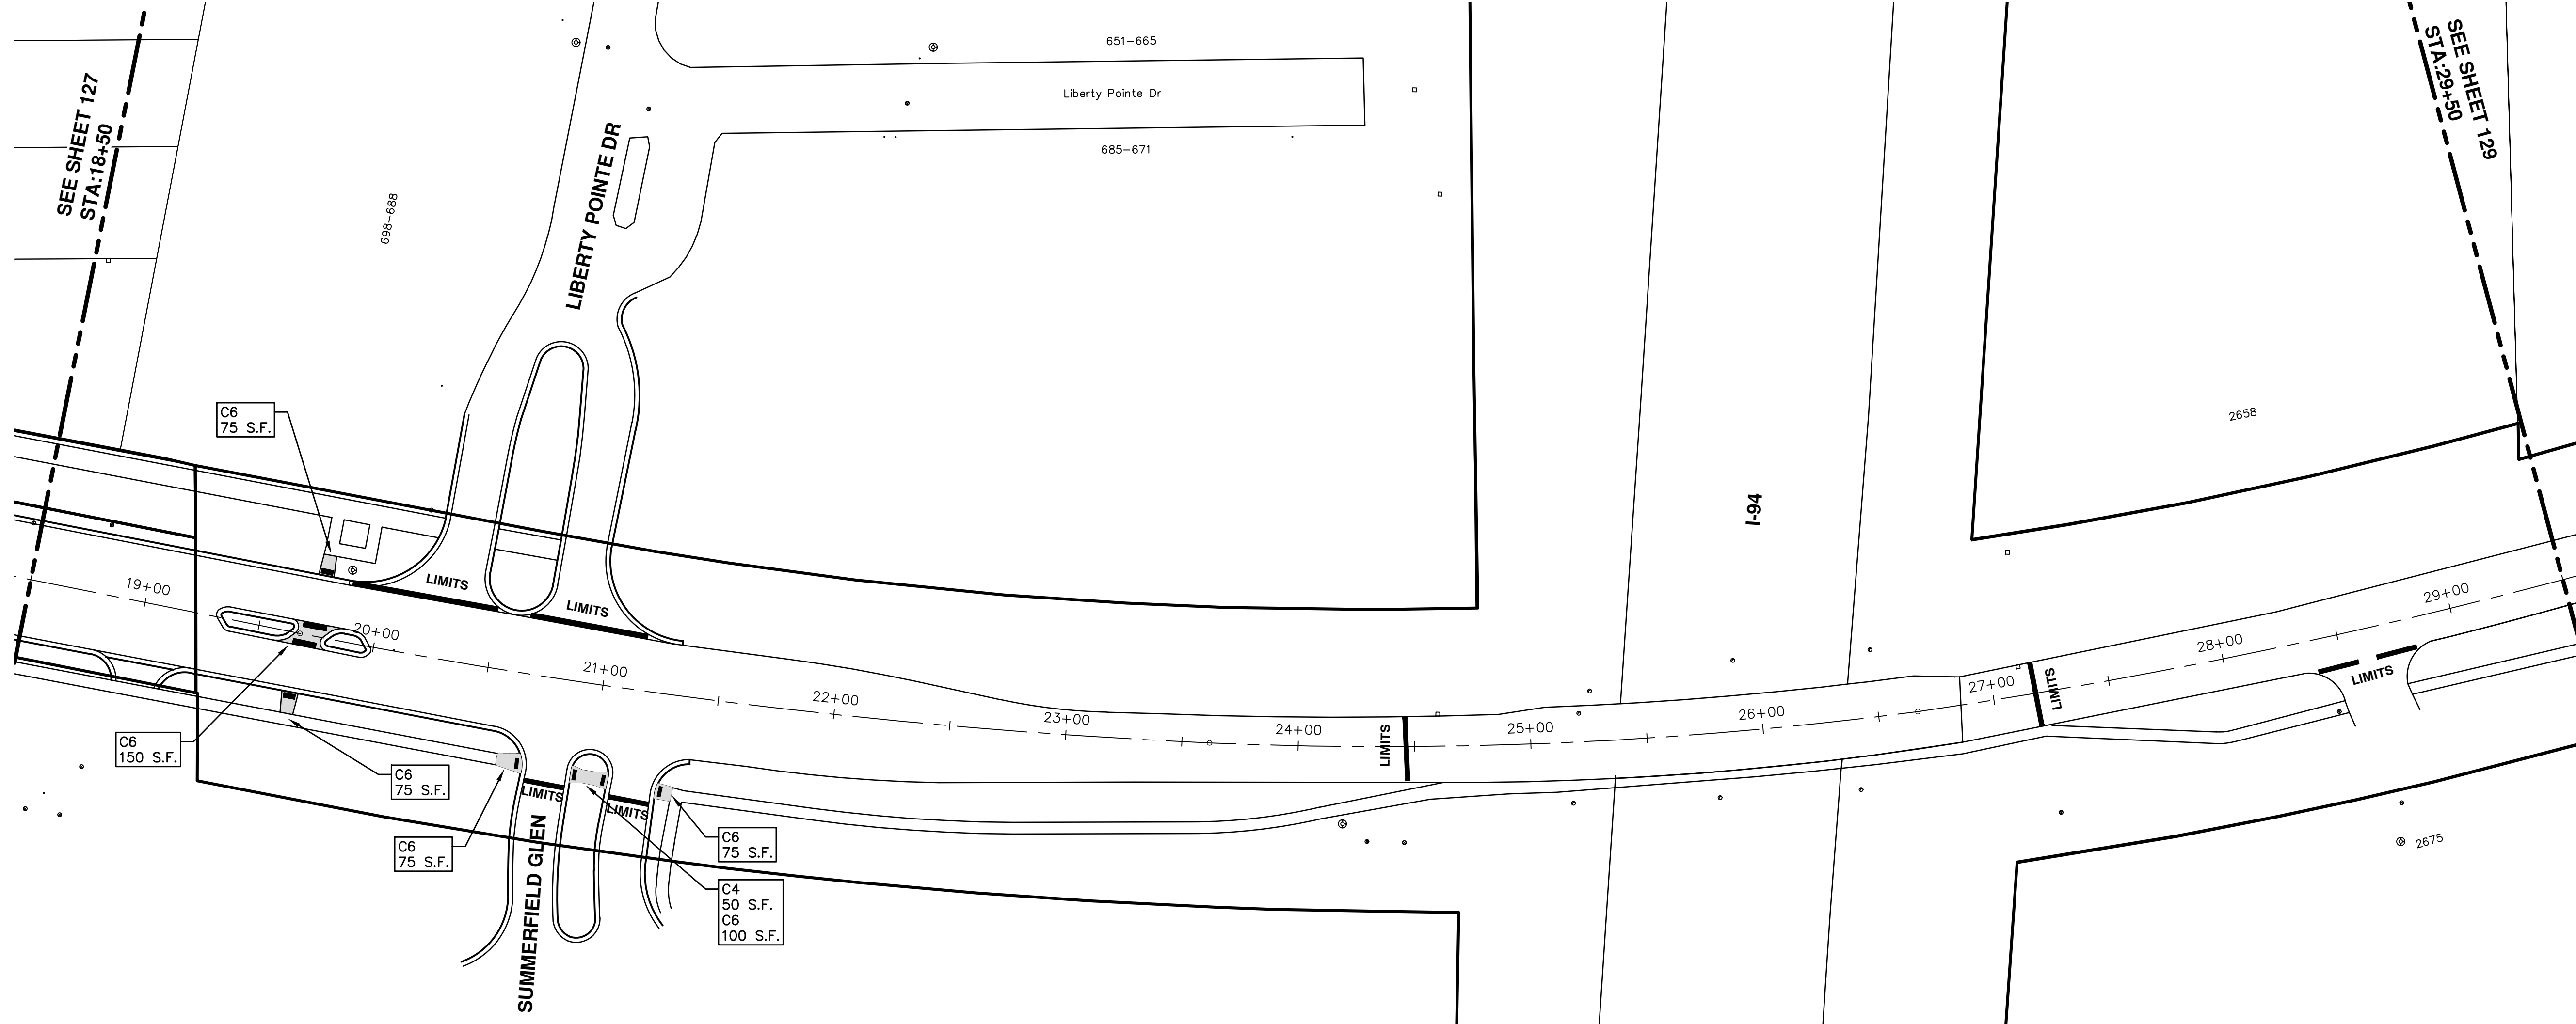 SEE SHEET 127
STA:18+50
698-688
LIBERTY POINTE DR
651-665
Liberty Pointe Dr
685-671
SEE SHEET 129
STA:29+50
2658
I-94
C6
75 S.F.
LIMITS
LIMITS
19+00
20+00
21+00
22+00
23+00
24+00
25+00
26+00
27+00
28+00
29+00
LIMITS
LIMITS
LIMITS
C6
150 S.F.
C6
75 S.F.
C6
75 S.F.
LIMITS
LIMITS
SUMMERFIELD GLEN
C6
75 S.F.
C4
50 S.F.
C6
100 S.F.
2675